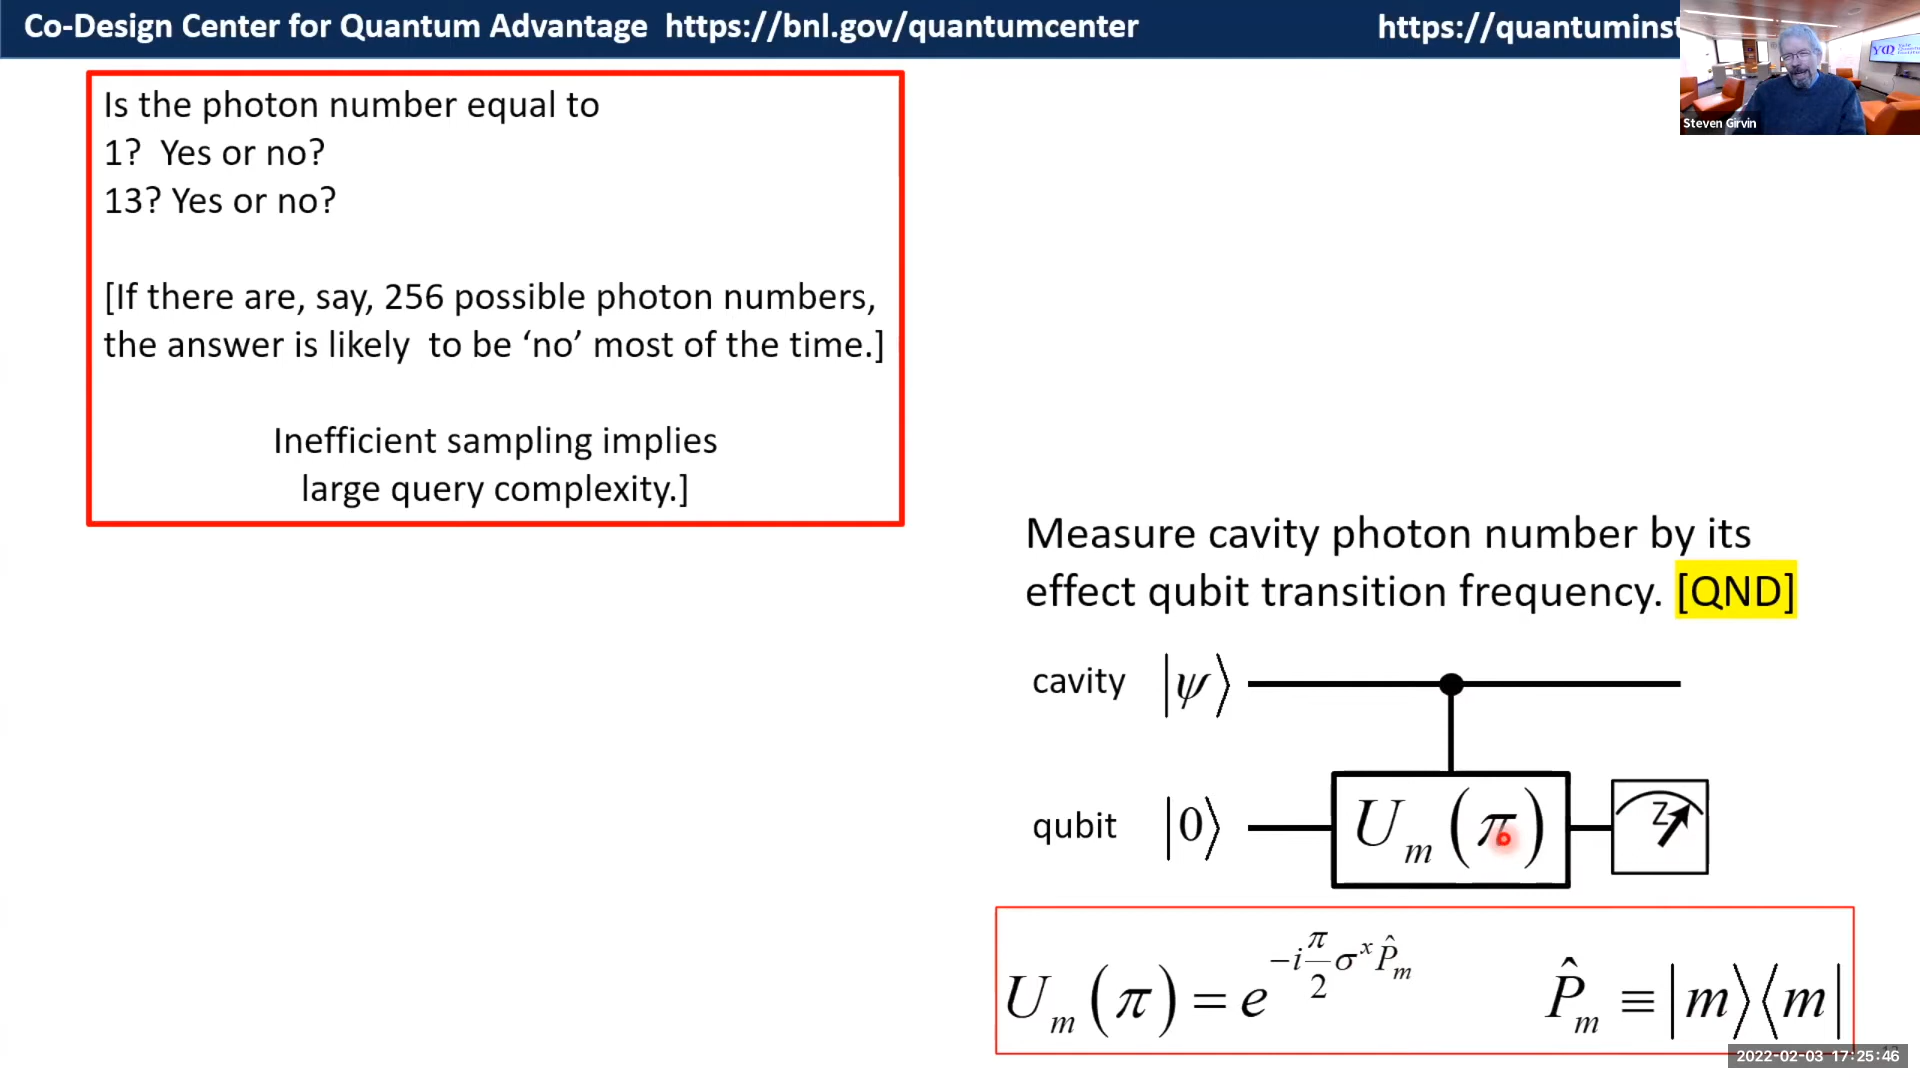 Co-Design Center for Quantum Advantage https://bnl.gov/quantumcenter
https://quantuminst
Steven Girvin
Is the photon number equal to
1? Yes or no?
13? Yes or no?
[If there are, say, 256 possible photon numbers,
the answer is likely to be ‘no’ most of the time.]
Inefficient sampling implies
large query complexity.]
Measure cavity photon number by its
effect qubit transition frequency. [QND]
cavity |ψ⟩
qubit |0⟩ U_m(π) Z
U_m(π) = e^{-i π/2 σ^x P̂_m} P̂_m ≡ |m⟩⟨m|
2022-02-03 17:25:46